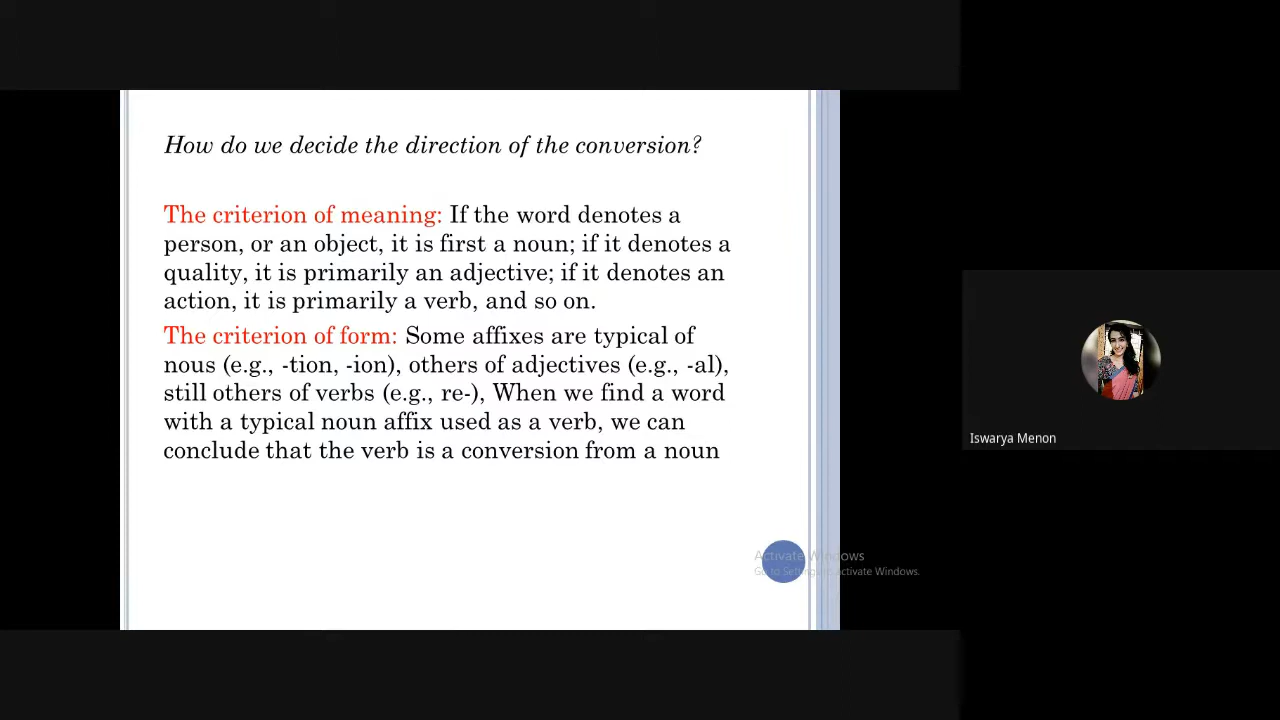 How do we decide the direction of the conversion?
The criterion of meaning: If the word denotes a
person, or an object, it is first a noun; if it denotes a
quality, it is primarily an adjective; if it denotes an
action, it is primarily a verb, and so on.
The criterion of form: Some affixes are typical of
nous (e.g., -tion, -ion), others of adjectives (e.g., -al),
still others of verbs (e.g., re-), When we find a word
with a typical noun affix used as a verb, we can
conclude that the verb is a conversion from a noun
Iswarya Menon
Activate Windows
Go to Settings to Activate Windows.